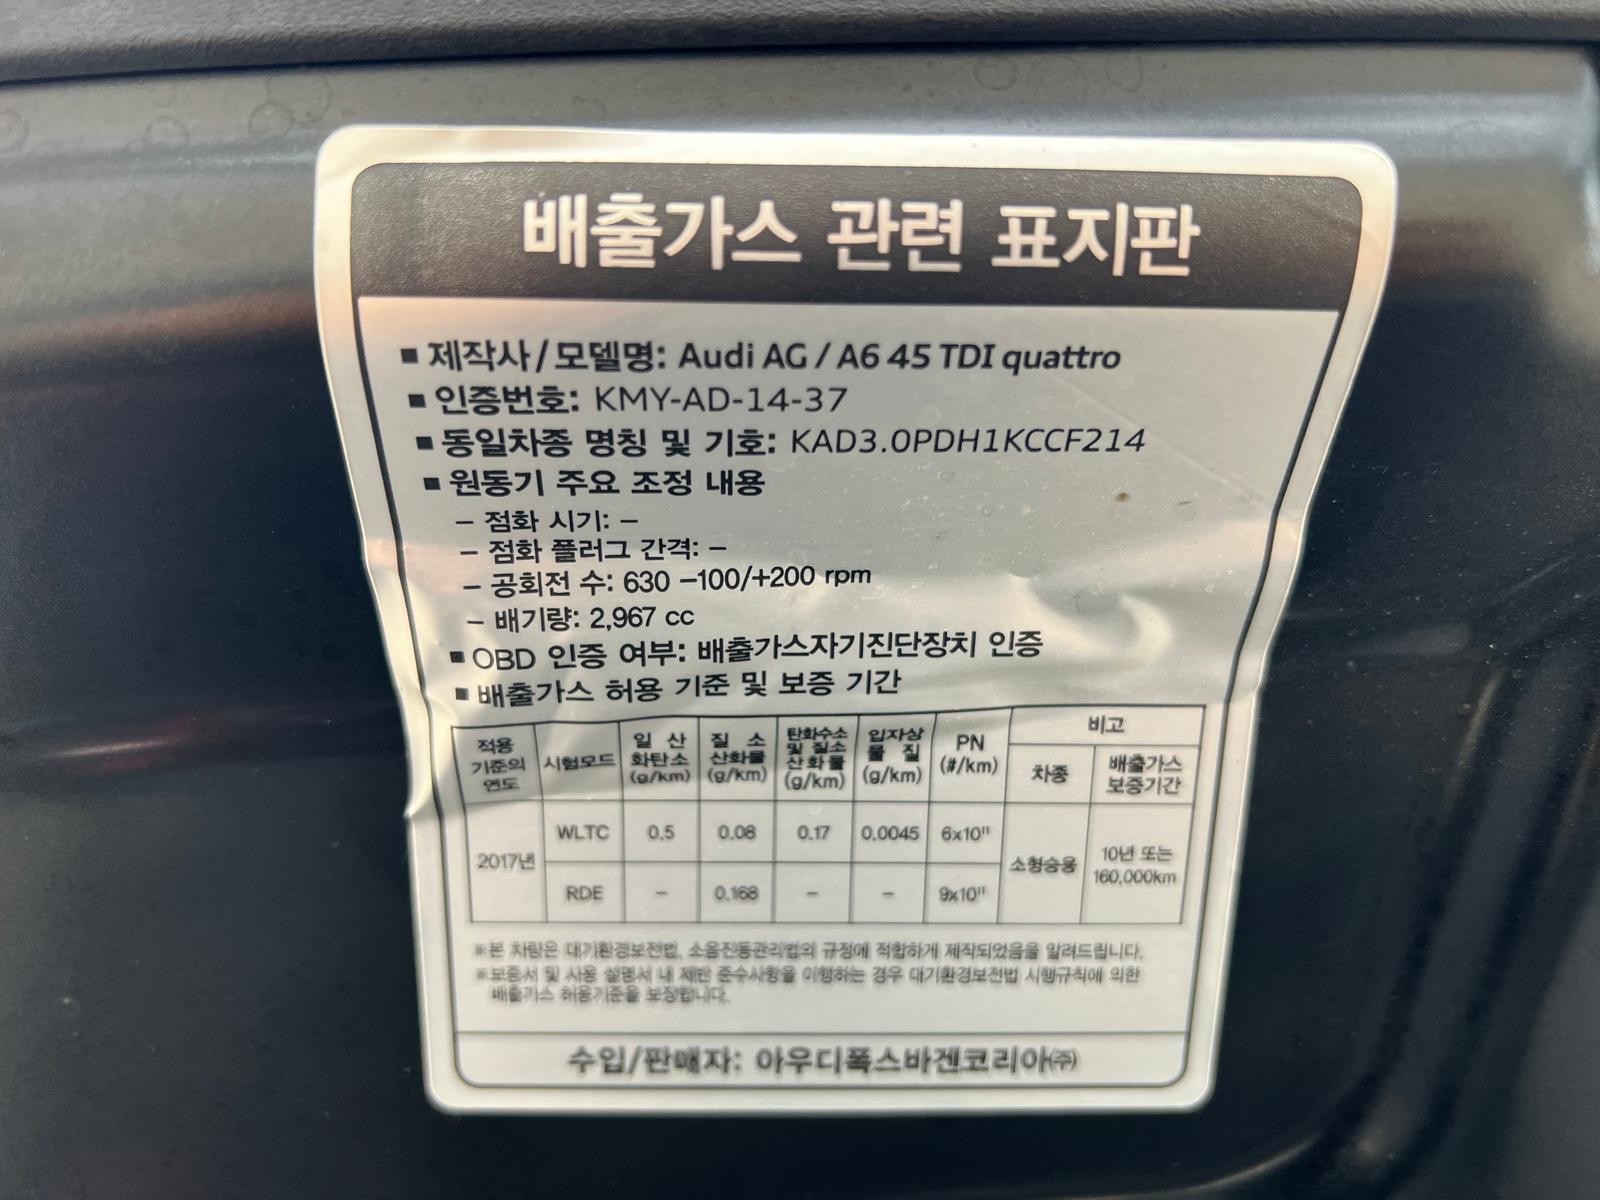 배출가스 관련 표지판
■ 제작사/모델명: Audi AG / A6 45 TDI quattro
■ 인증번호: KMY-AD-14-37
■ 동일차종 명칭 및 기호: KAD3.0PDH1KCCF214
■ 원동기 주요 조정 내용
– 점화 시기: –
– 점화 플러그 간격: –
– 공회전 수: 630 –100/+200 rpm
– 배기량: 2,967 cc
■ OBD 인증 여부: 배출가스자기진단장치 인증
■ 배출가스 허용 기준 및 보증 기간
적용 기준의 연도 시험모드 일 산 화탄소 (g/km) 질 소 산화물 (g/km) 탄화수소 및 질소 산화물 (g/km) 입자상 물 질 (g/km) PN (#/km) 비고
차종 배출가스 보증기간
2017년 WLTC 0.5 0.08 0.17 0.0045 6x10¹¹ 소형승용 10년 또는 160,000km
RDE – 0.168 – – 9x10¹¹
※본 차량은 대기환경보전법, 소음진동관리법의 규정에 적합하게 제작되었음을 알려드립니다.
※보증서 및 사용 설명서 내 제반 준수사항을 이행하는 경우 대기환경보전법 시행규칙에 의한
배출가스 허용기준을 보장합니다.
수입/판매자: 아우디폭스바겐코리아㈜